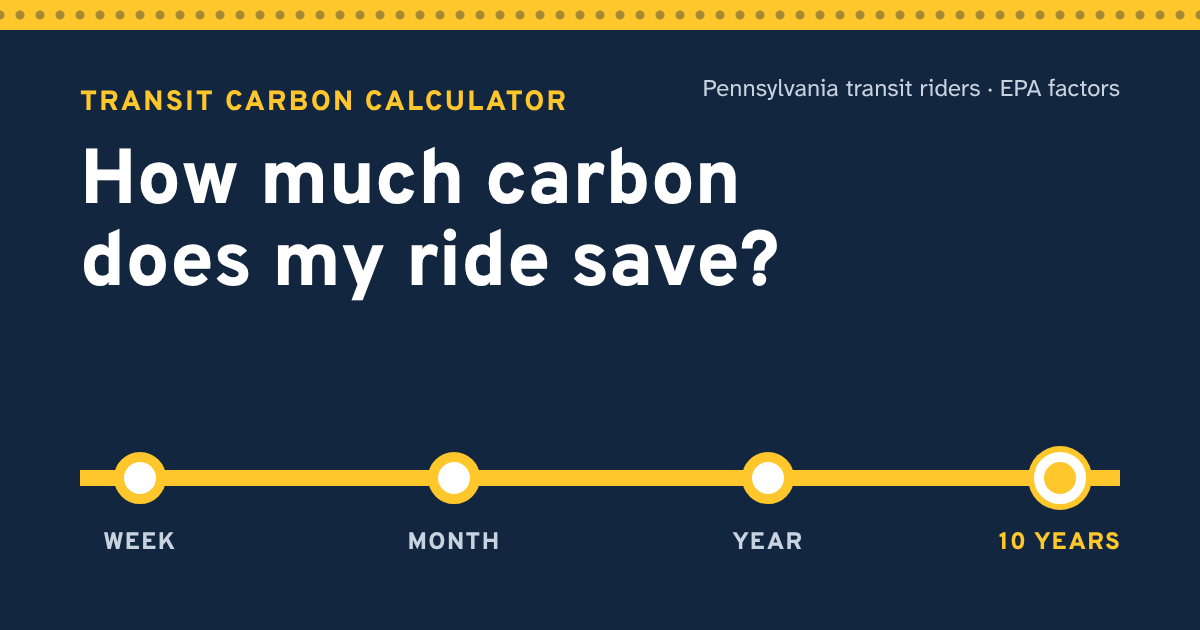 TRANSIT CARBON CALCULATOR
Pennsylvania transit riders · EPA factors
How much carbon
does my ride save?
WEEK
MONTH
YEAR
10 YEARS